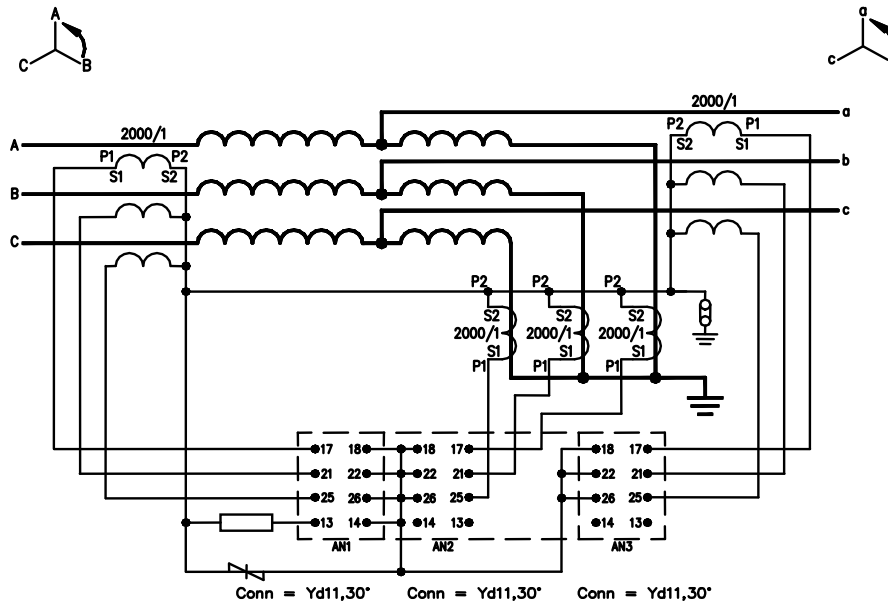 A
C B
a
c
2000/1
a
2000/1
P2 P1
S2 S1
A
P1 P2
S1 S2
b
B
c
C
P2 P2 P2
S2 S2 S2
2000/1 2000/1 2000/1
S1 S1 S1
P1 P1 P1
17 18 18 17 18 17
21 22 22 21 22 21
25 26 26 25 26 25
13 14 14 13 14 13
AN1 AN2 AN3
Conn = Yd11,30° Conn = Yd11,30° Conn = Yd11,30°